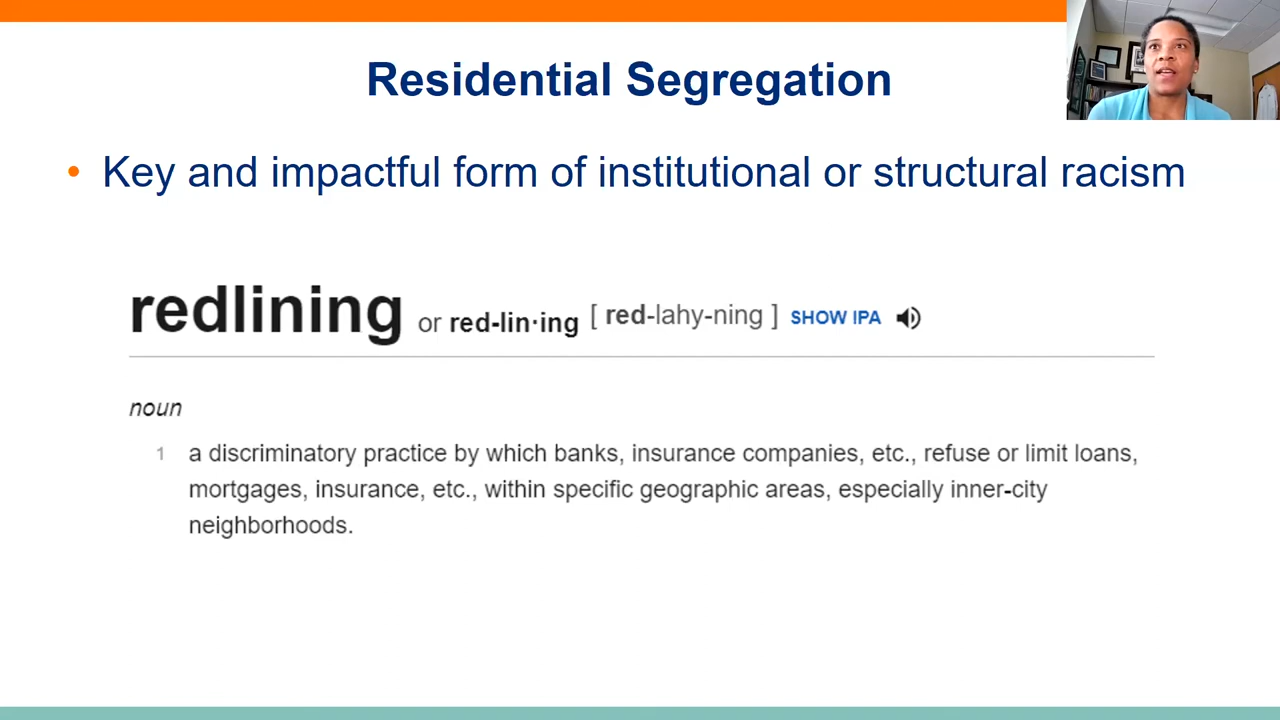 Residential Segregation
• Key and impactful form of institutional or structural racism
redlining or red-lin·ing [ red-lahy-ning ] SHOW IPA
noun
1 a discriminatory practice by which banks, insurance companies, etc., refuse or limit loans,
mortgages, insurance, etc., within specific geographic areas, especially inner-city
neighborhoods.